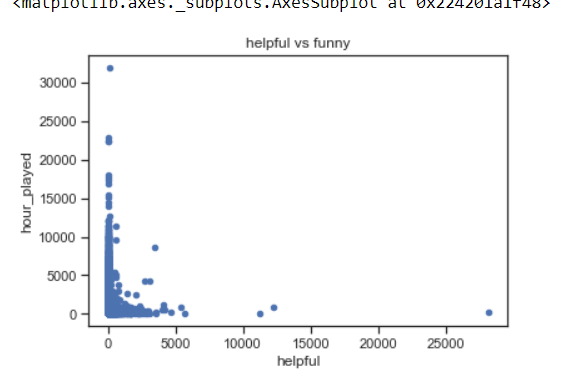 <matplotlib.axes._subplots.AxesSubplot at 0x224201a1f48>
helpful vs funny
30000
25000
20000
15000
10000
5000
0
hour_played
0 5000 10000 15000 20000 25000
helpful